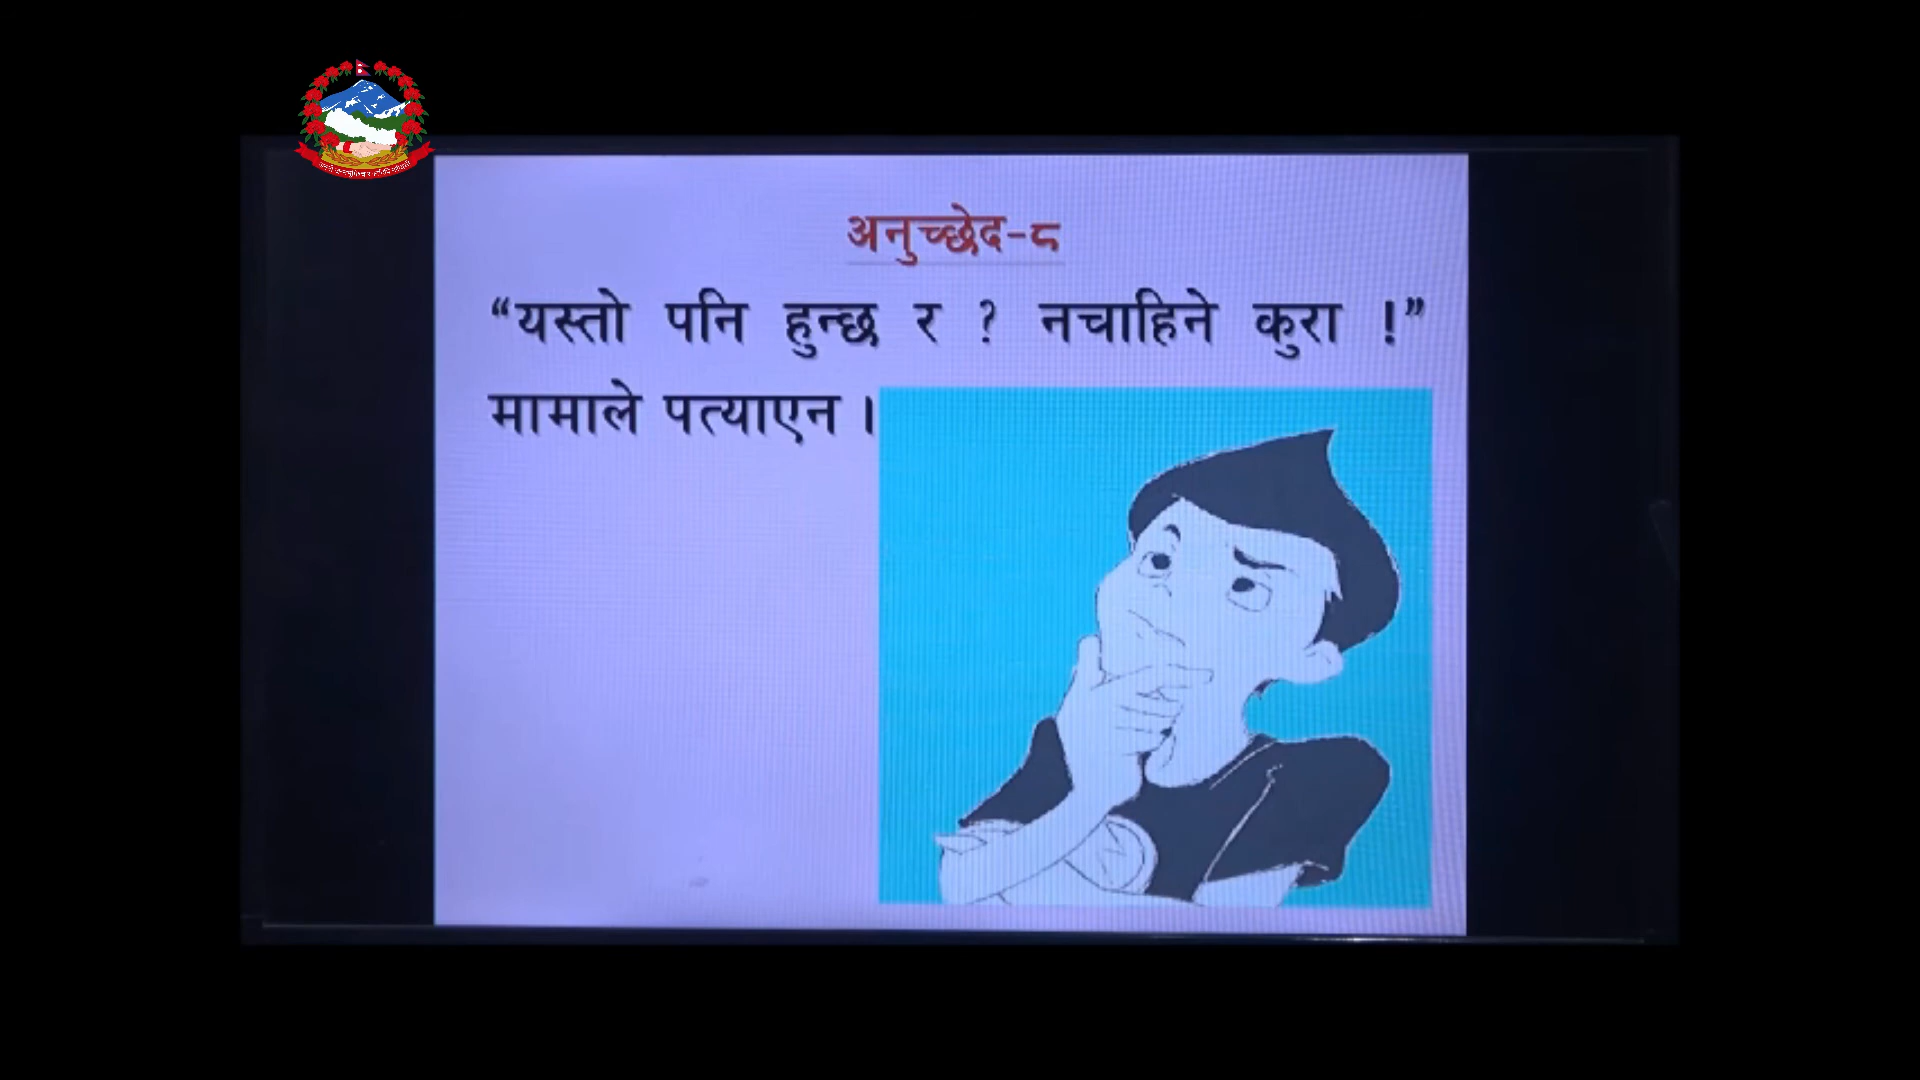 अनुच्छेद-८
“यस्तो पनि हुन्छ र ? नचाहिने कुरा !”
मामाले पत्याएन ।